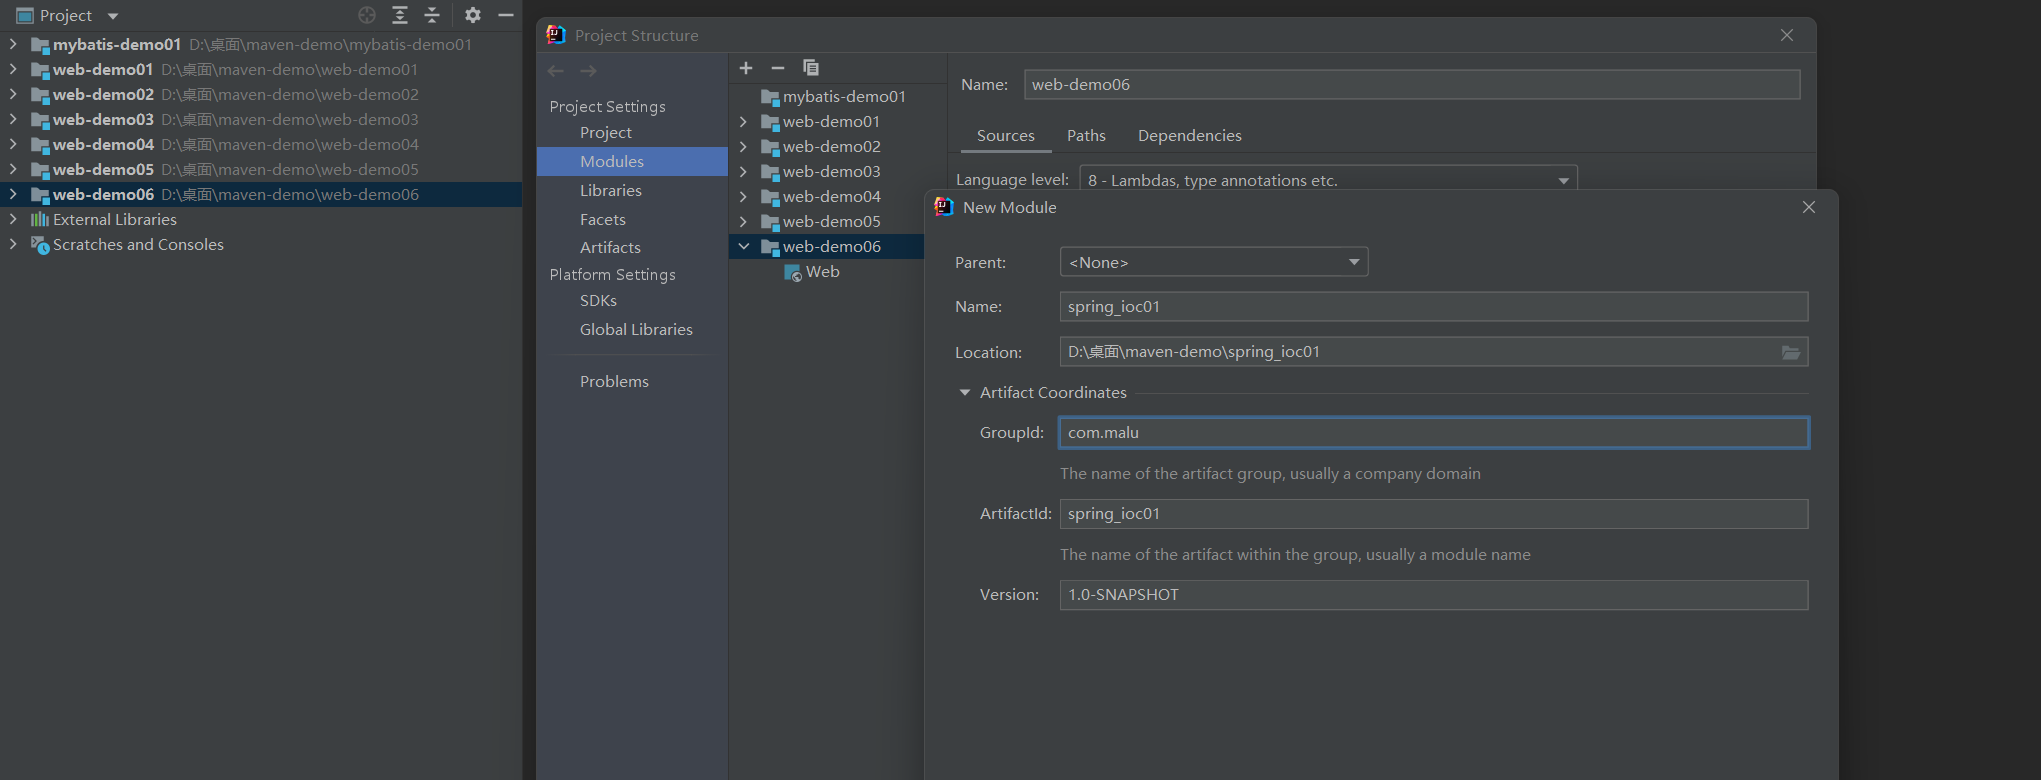 Project
mybatis-demo01 D:\桌面\maven-demo\mybatis-demo01
web-demo01 D:\桌面\maven-demo\web-demo01
web-demo02 D:\桌面\maven-demo\web-demo02
web-demo03 D:\桌面\maven-demo\web-demo03
web-demo04 D:\桌面\maven-demo\web-demo04
web-demo05 D:\桌面\maven-demo\web-demo05
web-demo06 D:\桌面\maven-demo\web-demo06
External Libraries
Scratches and Consoles
Project Structure
Project Settings
Project
Modules
Libraries
Facets
Artifacts
Platform Settings
SDKs
Global Libraries
Problems
mybatis-demo01
web-demo01
web-demo02
web-demo03
web-demo04
web-demo05
web-demo06
Web
Name: web-demo06
Sources Paths Dependencies
Language level: 8 - Lambdas, type annotations etc.
New Module
Parent: <None>
Name: spring_ioc01
Location: D:\桌面\maven-demo\spring_ioc01
Artifact Coordinates
GroupId: com.malu
The name of the artifact group, usually a company domain
ArtifactId: spring_ioc01
The name of the artifact within the group, usually a module name
Version: 1.0-SNAPSHOT